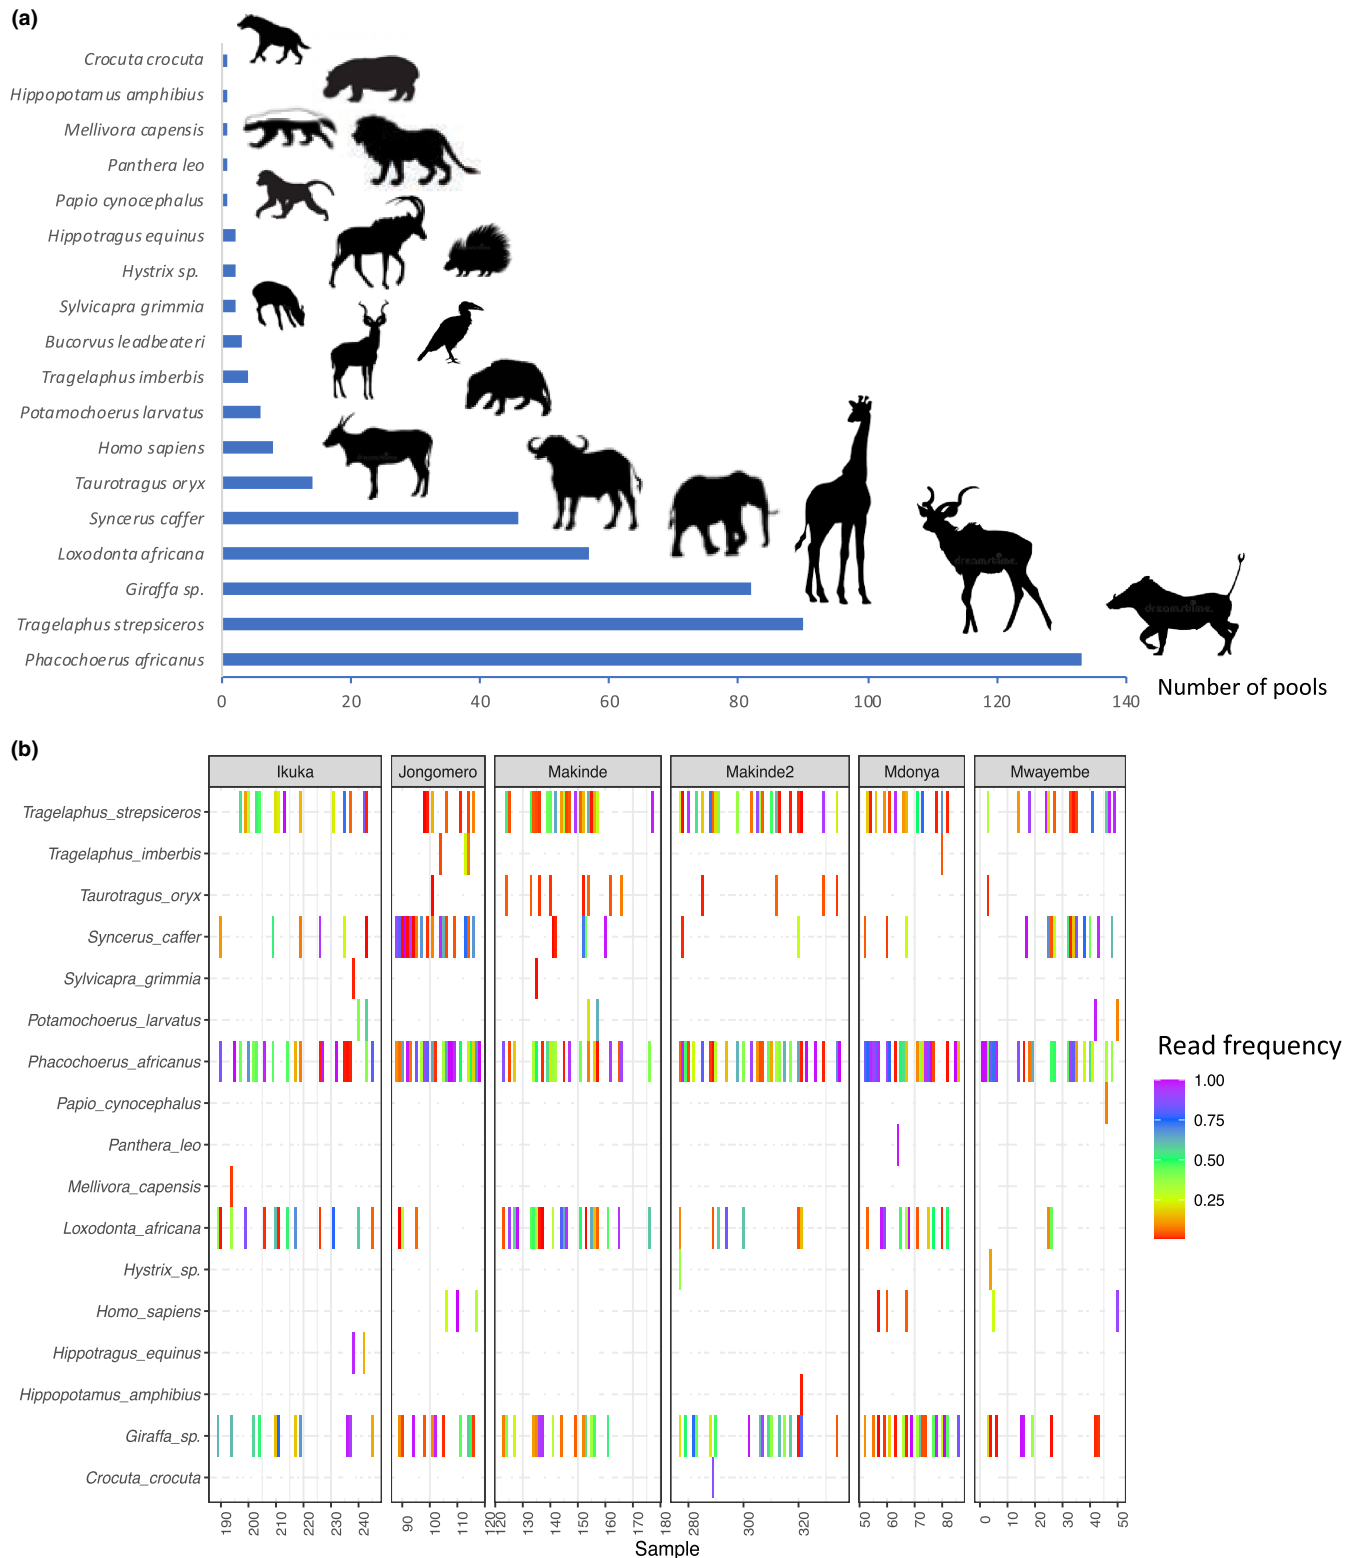 (a)
Crocuta crocuta
Hippopotamus amphibius
Mellivora capensis
Panthera leo
Papio cynocephalus
Hippotragus equinus
Hystrix sp.
Sylvicapra grimmia
Bucorvus leadbeateri
Tragelaphus imberbis
Potamochoerus larvatus
Homo sapiens
Taurotragus oryx
Syncerus caffer
Loxodonta africana
Giraffa sp.
Tragelaphus strepsiceros
Phacochoerus africanus
dreamstime.
dreamstime.
dreamstime.
0 20 40 60 80 100 120 140
Number of pools
(b)
Ikuka Jongomero Makinde Makinde2 Mdonya Mwayembe
Tragelaphus_strepsiceros
Tragelaphus_imberbis
Taurotragus_oryx
Syncerus_caffer
Sylvicapra_grimmia
Potamochoerus_larvatus
Phacochoerus_africanus
Papio_cynocephalus
Panthera_leo
Mellivora_capensis
Loxodonta_africana
Hystrix_sp.
Homo_sapiens
Hippotragus_equinus
Hippopotamus_amphibius
Giraffa_sp.
Crocuta_crocuta
190 200 210 220 230 240 90 100 110 120 120 130 140 150 160 170 180 280 300 320 50 60 70 80 0 10 20 30 40 50
Sample
Read frequency
1.00
0.75
0.50
0.25